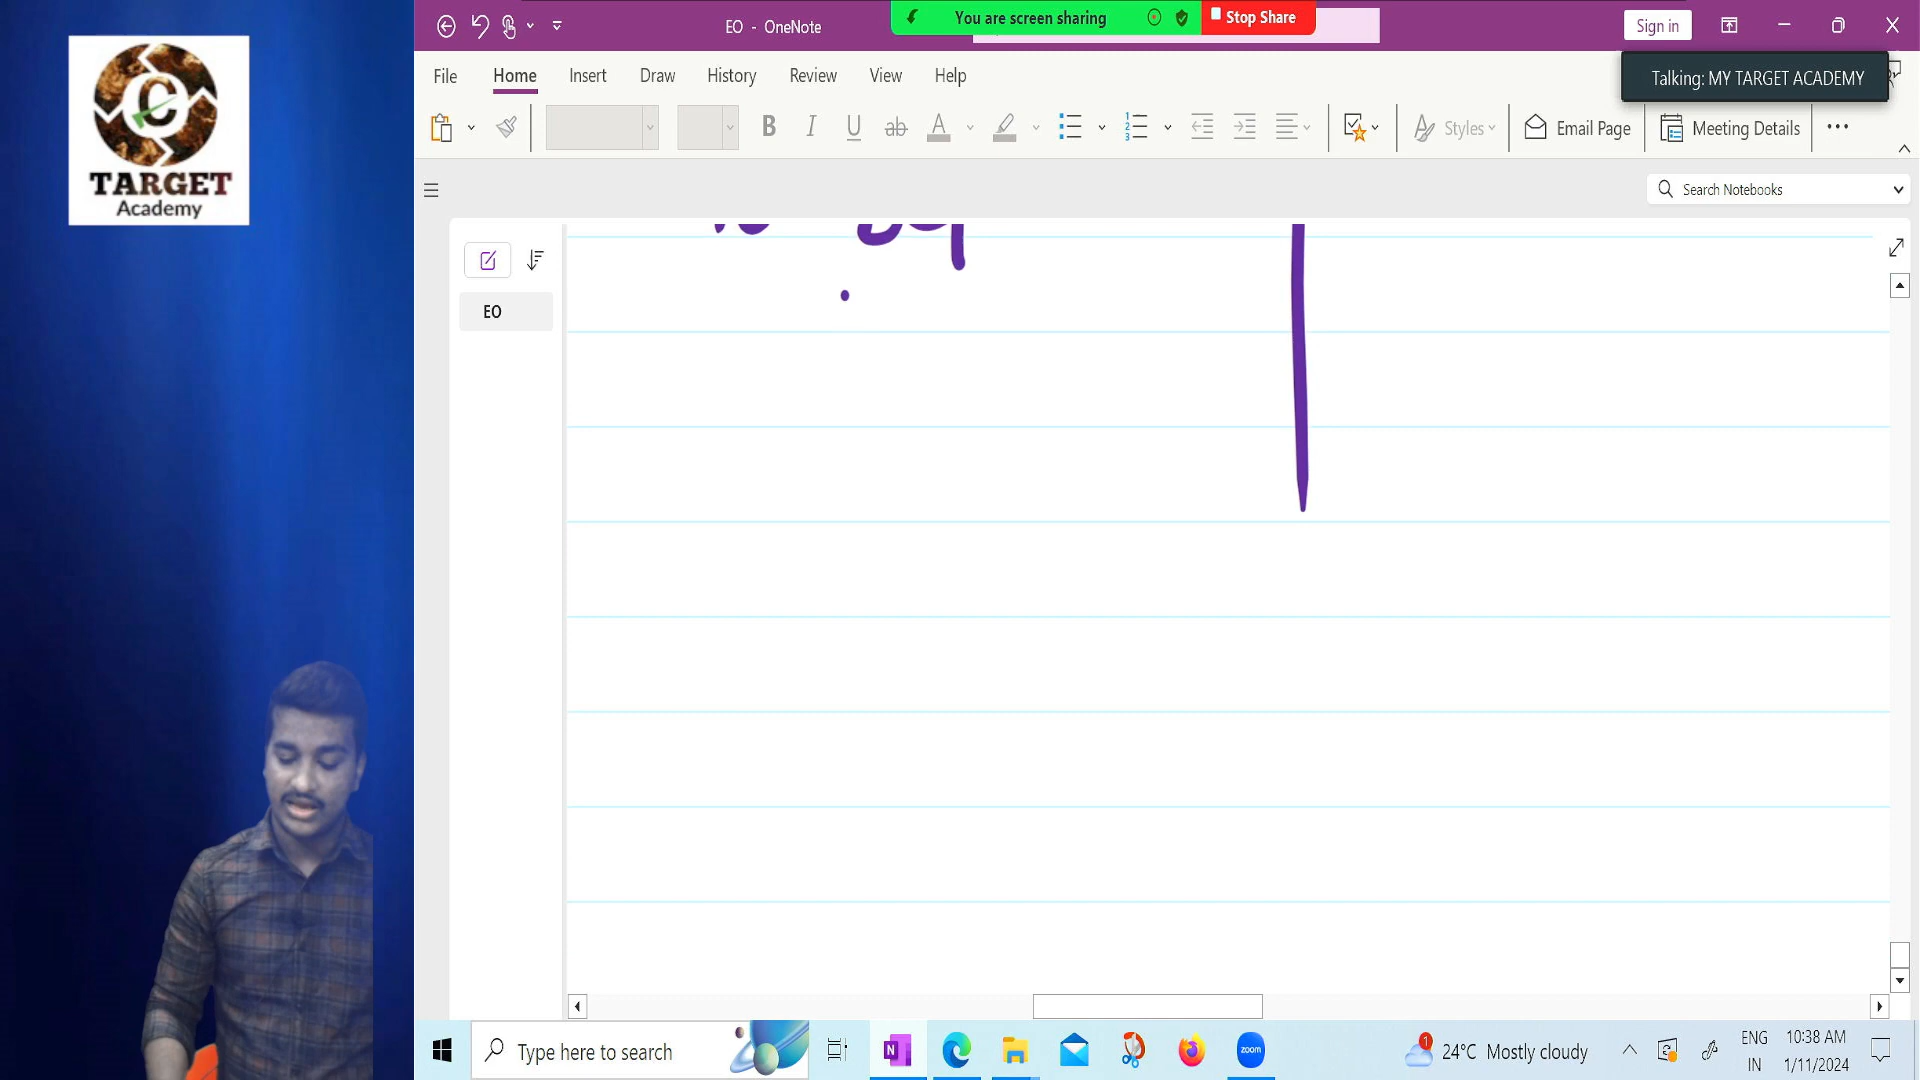 TARGET
Academy
EO - OneNote
You are screen sharing
Stop Share
Sign in
File Home Insert Draw History Review View Help
Talking: MY TARGET ACADEMY
Styles
Email Page
Meeting Details
Search Notebooks
EO
Type here to search
zoom
1
24°C Mostly cloudy
ENG
IN
10:38 AM
1/11/2024